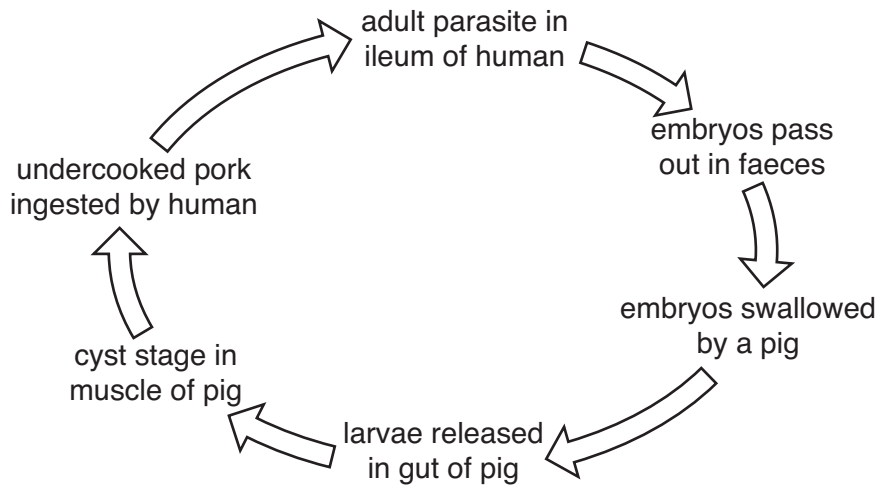 adult parasite in
ileum of human
embryos pass
out in faeces
embryos swallowed
by a pig
larvae released
in gut of pig
cyst stage in
muscle of pig
undercooked pork
ingested by human